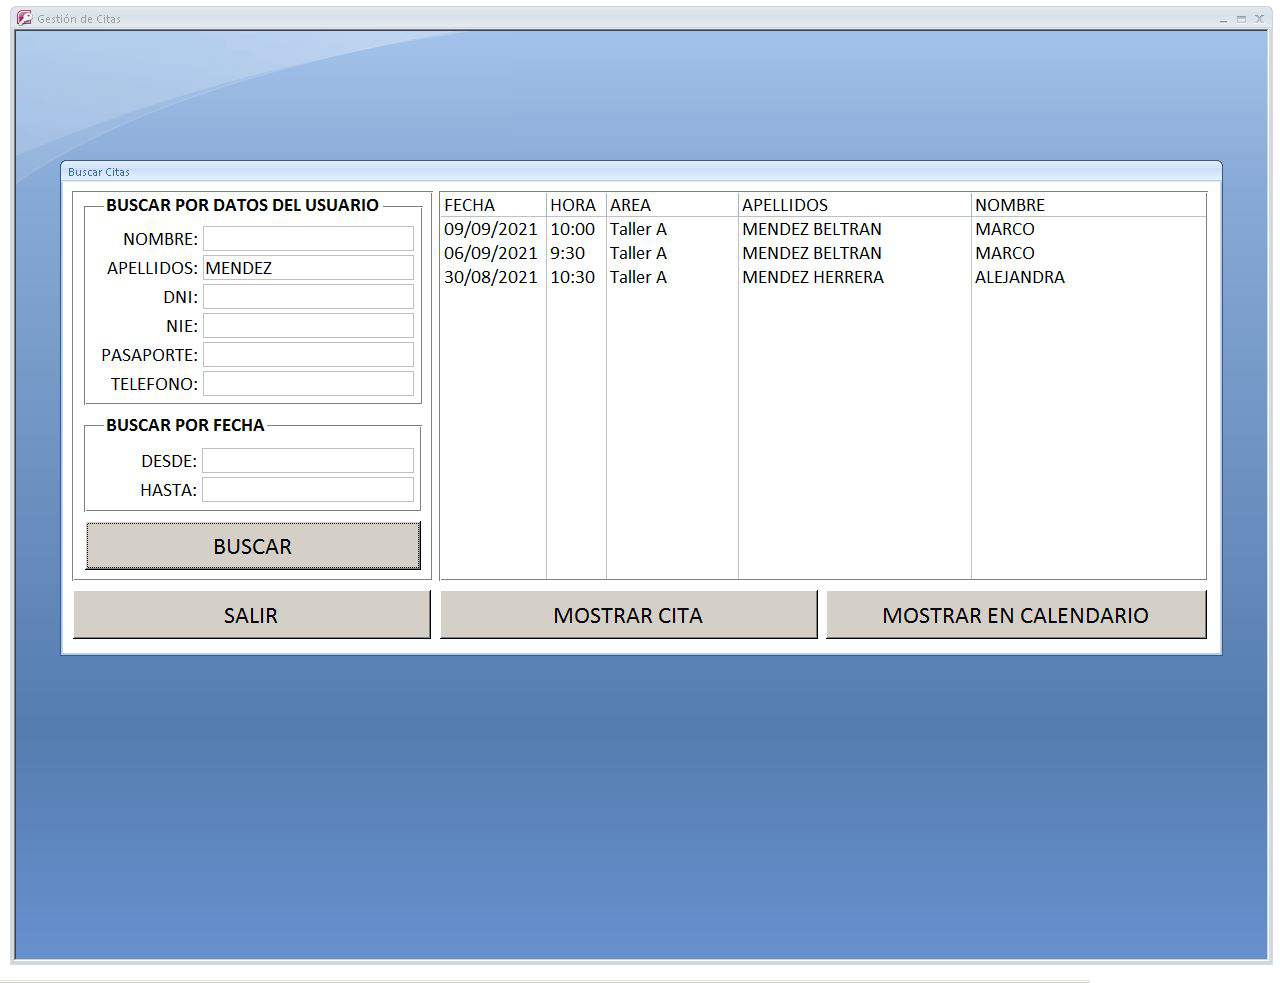 Gestión de Citas
Buscar Citas
BUSCAR POR DATOS DEL USUARIO
NOMBRE:
APELLIDOS: MENDEZ
DNI:
NIE:
PASAPORTE:
TELEFONO:
BUSCAR POR FECHA
DESDE:
HASTA:
BUSCAR
FECHA HORA AREA APELLIDOS NOMBRE
09/09/2021 10:00 Taller A MENDEZ BELTRAN MARCO
06/09/2021 9:30 Taller A MENDEZ BELTRAN MARCO
30/08/2021 10:30 Taller A MENDEZ HERRERA ALEJANDRA
SALIR
MOSTRAR CITA
MOSTRAR EN CALENDARIO